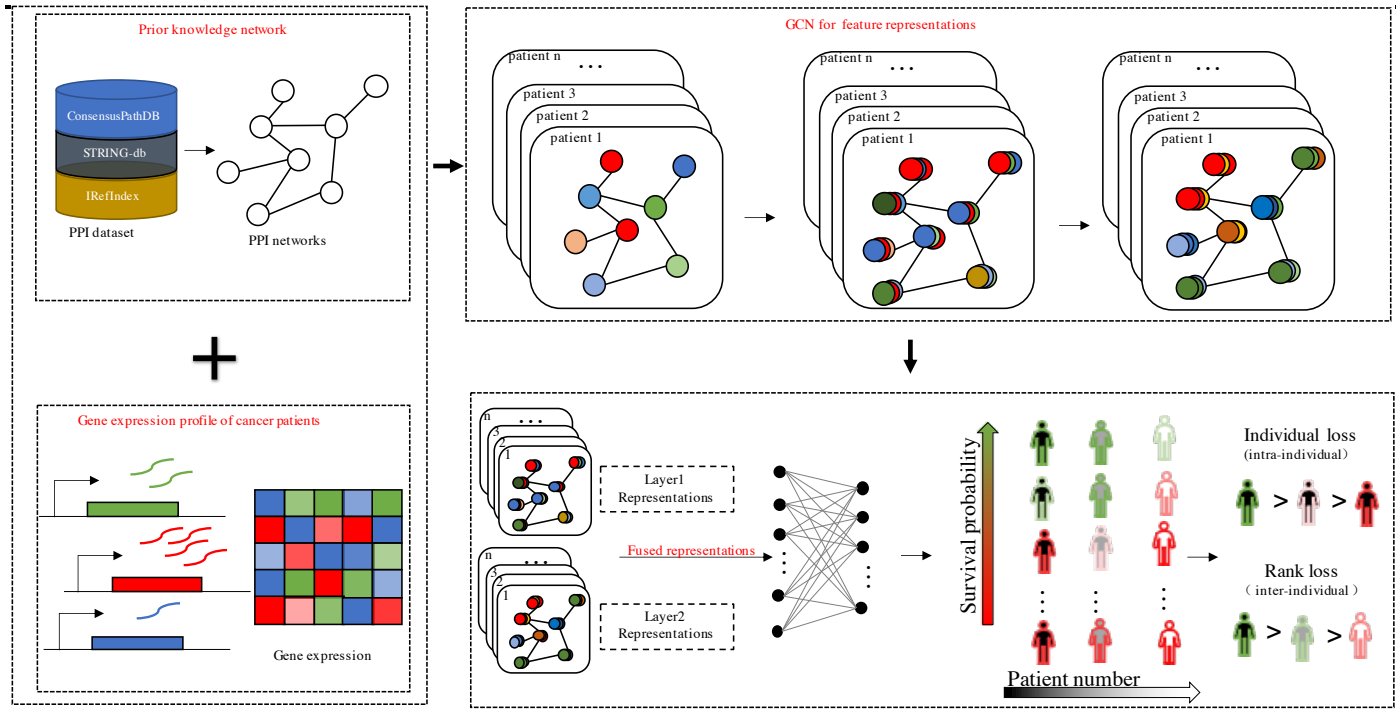 Prior knowledge network
ConsensusPathDB
STRING-db
IRefIndex
PPI dataset
PPI networks
Gene expression profile of cancer patients
Gene expression
GCN for feature representations
patient n
...
patient 3
patient 2
patient 1
patient n
...
patient 3
patient 2
patient 1
patient n
...
patient 3
patient 2
patient 1
n
...
3
2
1
Layer1
Representations
Fused representations
n
...
3
2
1
Layer2
Representations
Survival probability
Patient number
Individual loss
(intra-individual)
> >
Rank loss
( inter-individual )
> >